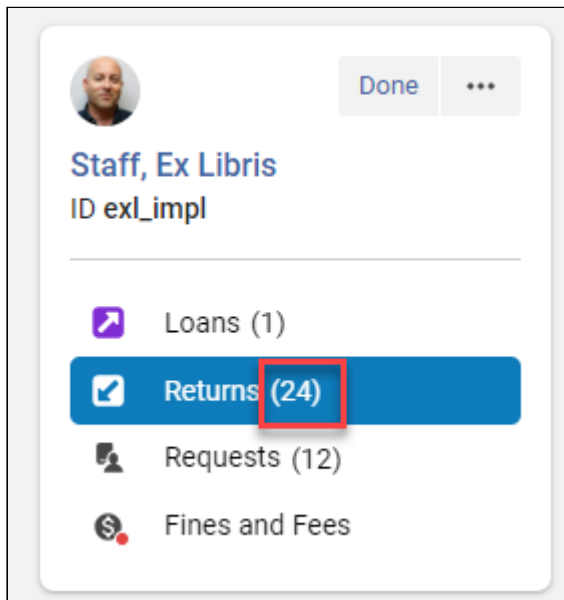 Done
Staff, Ex Libris
ID exl_impl
Loans (1)
Returns (24)
Requests (12)
Fines and Fees